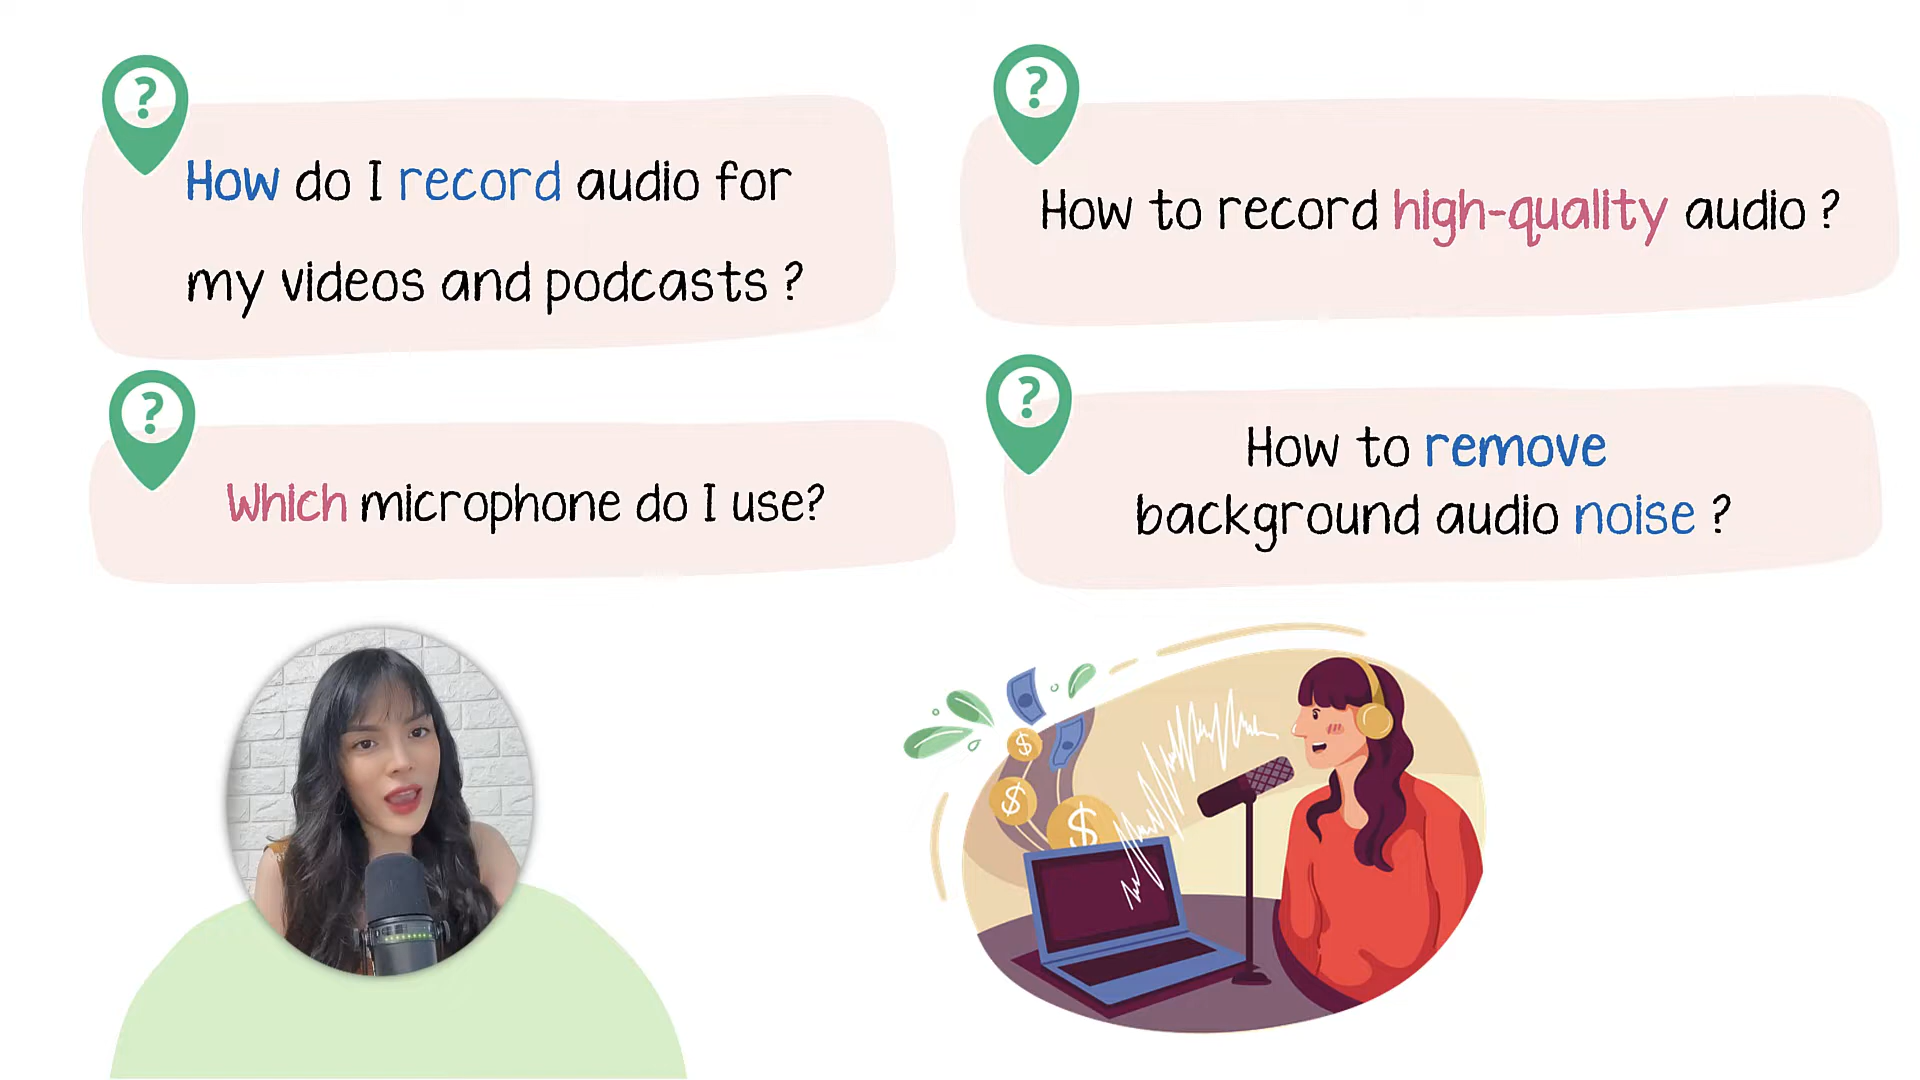 ?
How do I record audio for
my videos and podcasts ?
?
How to record high-quality audio ?
?
Which microphone do I use?
?
How to remove
background audio noise ?
$
$
$